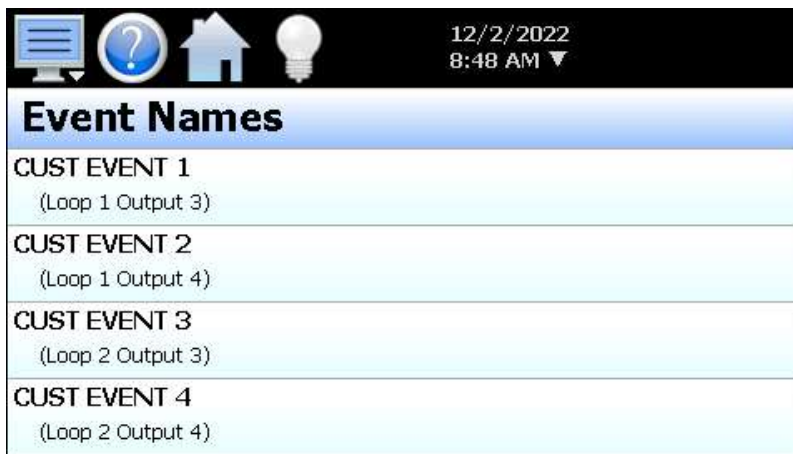 12/2/2022
8:48 AM ▼
Event Names
CUST EVENT 1
(Loop 1 Output 3)
CUST EVENT 2
(Loop 1 Output 4)
CUST EVENT 3
(Loop 2 Output 3)
CUST EVENT 4
(Loop 2 Output 4)